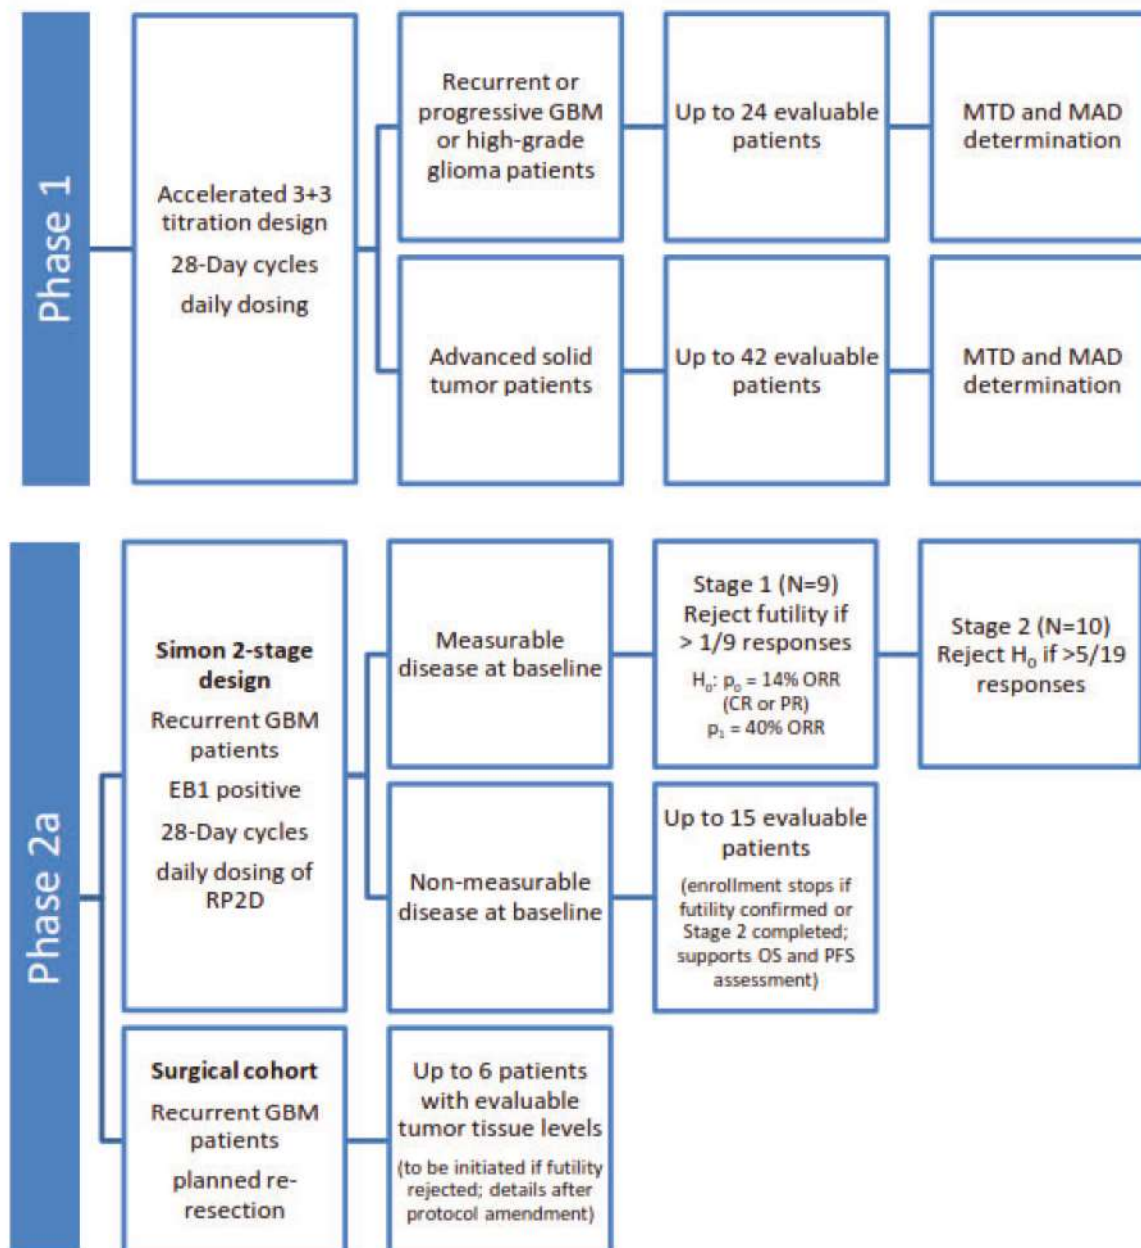 Phase 1
Accelerated 3+3
titration design
28-Day cycles
daily dosing
Recurrent or
progressive GBM
or high-grade
glioma patients
Up to 24 evaluable
patients
MTD and MAD
determination
Advanced solid
tumor patients
Up to 42 evaluable
patients
MTD and MAD
determination
Phase 2a
Simon 2-stage
design
Recurrent GBM
patients
EB1 positive
28-Day cycles
daily dosing of
RP2D
Measurable
disease at baseline
Stage 1 (N=9)
Reject futility if
> 1/9 responses
H₀: p₀ = 14% ORR
(CR or PR)
p₁ = 40% ORR
Stage 2 (N=10)
Reject H₀ if >5/19
responses
Non-measurable
disease at baseline
Up to 15 evaluable
patients
(enrollment stops if
futility confirmed or
Stage 2 completed;
supports OS and PFS
assessment)
Surgical cohort
Recurrent GBM
patients
planned re-
resection
Up to 6 patients
with evaluable
tumor tissue levels
(to be initiated if futility
rejected; details after
protocol amendment)